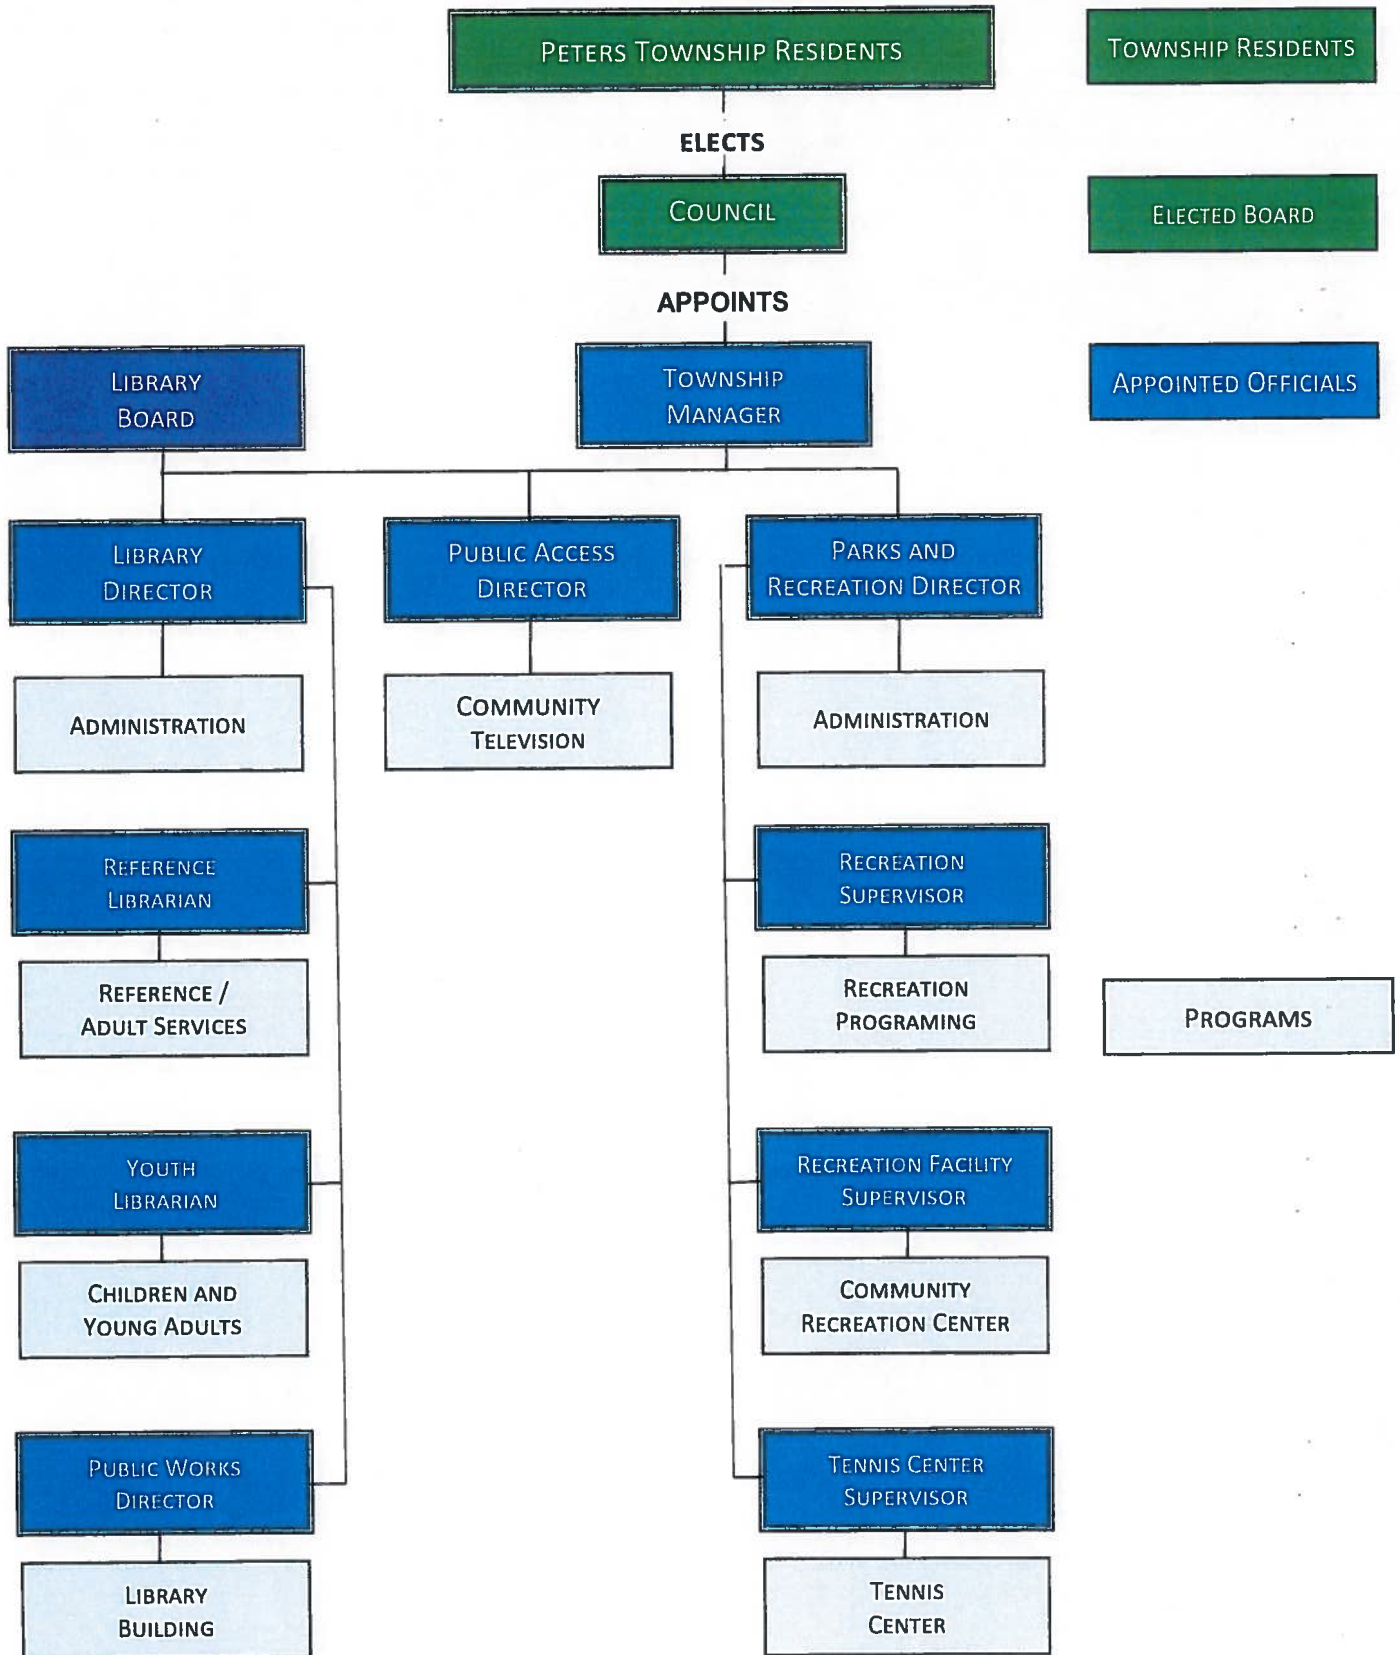 PETERS TOWNSHIP RESIDENTS
TOWNSHIP RESIDENTS
ELECTS
COUNCIL
ELECTED BOARD
APPOINTS
LIBRARY
BOARD
TOWNSHIP
MANAGER
APPOINTED OFFICIALS
LIBRARY
DIRECTOR
PUBLIC ACCESS
DIRECTOR
PARKS AND
RECREATION DIRECTOR
ADMINISTRATION
COMMUNITY
TELEVISION
ADMINISTRATION
REFERENCE
LIBRARIAN
RECREATION
SUPERVISOR
REFERENCE /
ADULT SERVICES
RECREATION
PROGRAMING
PROGRAMS
YOUTH
LIBRARIAN
RECREATION FACILITY
SUPERVISOR
CHILDREN AND
YOUNG ADULTS
COMMUNITY
RECREATION CENTER
PUBLIC WORKS
DIRECTOR
TENNIS CENTER
SUPERVISOR
LIBRARY
BUILDING
TENNIS
CENTER